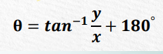 θ = tan⁻¹ y/x + 180°